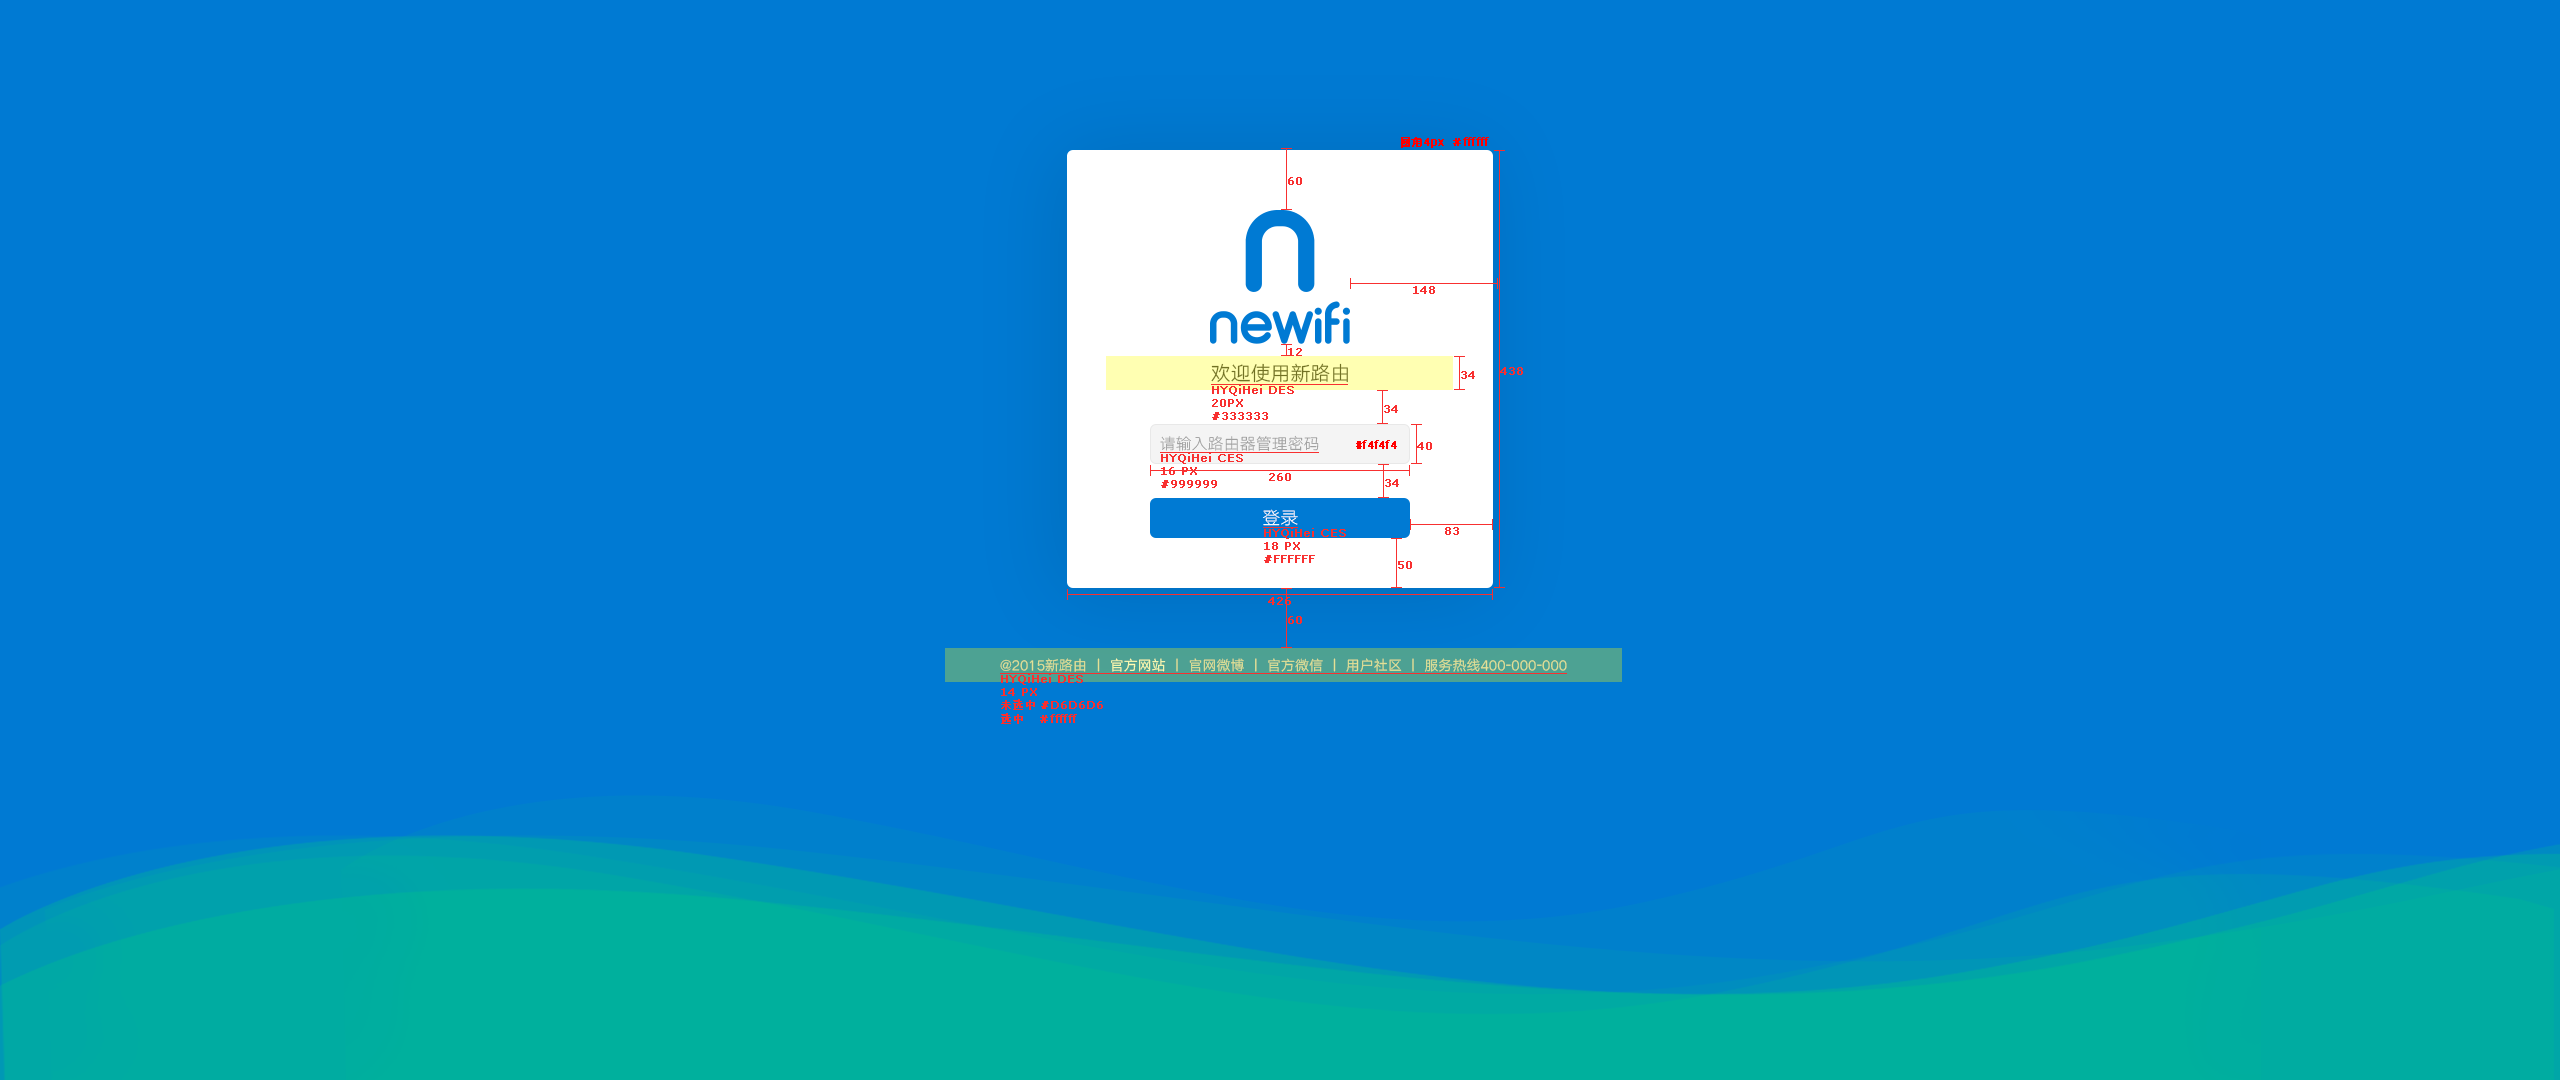 圆角4px #ffffff
60
148
newifi
12
欢迎使用新路由
34
438
HYQiHei DES
20PX
#333333
34
请输入路由器管理密码
#f4f4f4
40
HYQiHei CES
16 PX
#999999
260
34
登录
HYQiHei CES
18 PX
#FFFFFF
83
50
426
60
@2015新路由 | 官方网站 | 官网微博 | 官方微信 | 用户社区 | 服务热线400-000-000
HYQiHei DES
14 PX
未选中 #D6D6D6
选中 #ffffff